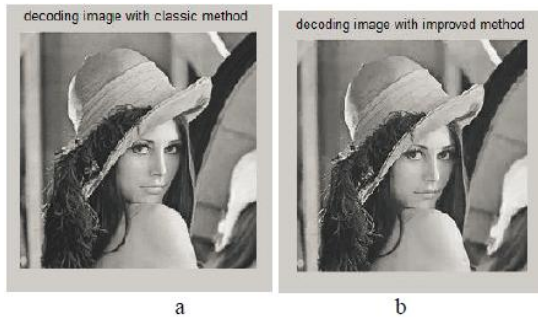 decoding image with classic method
decoding image with improved method
a
b